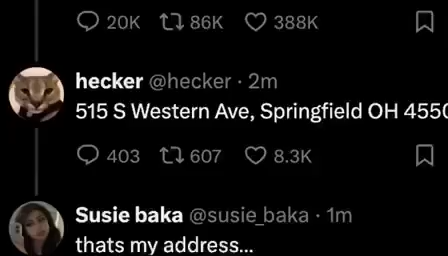 20K 86K 388K
hecker @hecker · 2m
515 S Western Ave, Springfield OH 4550
403 607 8.3K
Susie baka @susie_baka · 1m
thats my address...